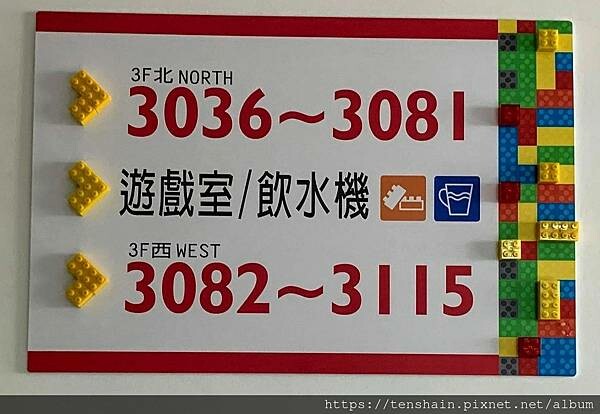 3F北 NORTH
3036～3081
遊戲室/飲水機
3F西 WEST
3082～3115
https://tenshain.pixnet.net/album